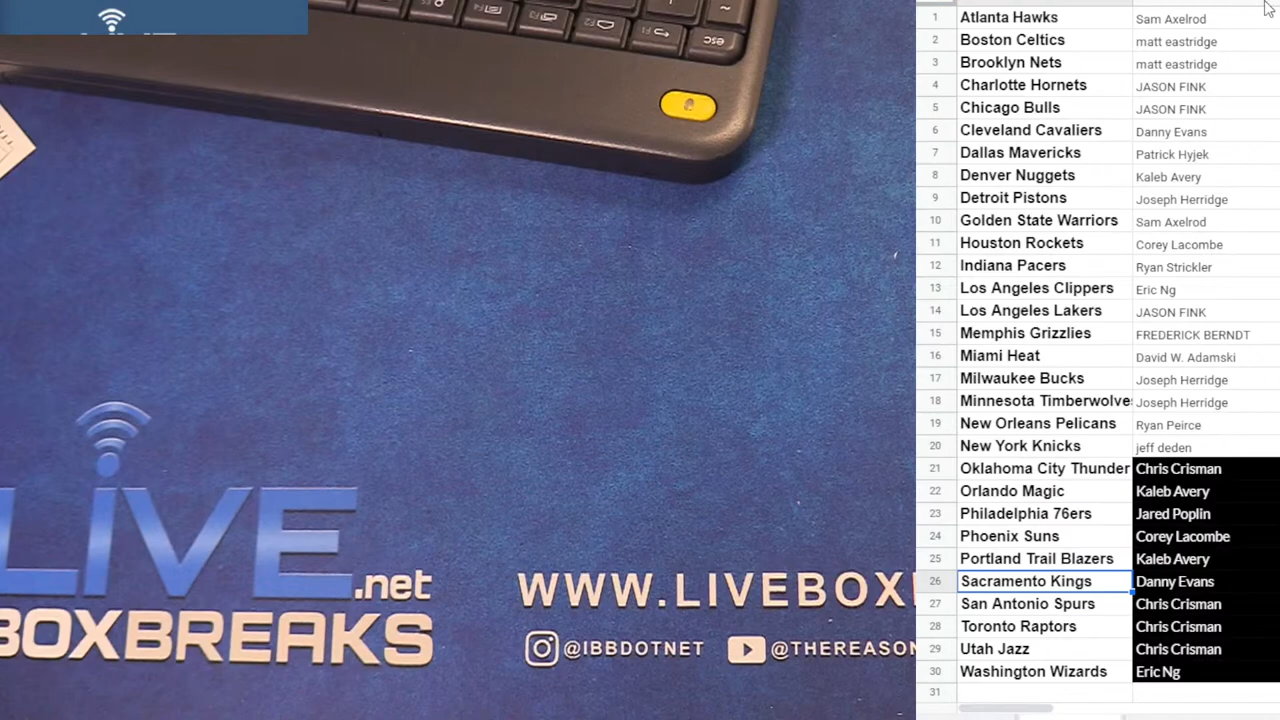 esc
LiVE.net
BOXBREAKS
WWW.LIVEBOX
@IBBDOTNET
@THEREASON
1 Atlanta Hawks Sam Axelrod
2 Boston Celtics matt eastridge
3 Brooklyn Nets matt eastridge
4 Charlotte Hornets JASON FINK
5 Chicago Bulls JASON FINK
6 Cleveland Cavaliers Danny Evans
7 Dallas Mavericks Patrick Hyjek
8 Denver Nuggets Kaleb Avery
9 Detroit Pistons Joseph Herridge
10 Golden State Warriors Sam Axelrod
11 Houston Rockets Corey Lacombe
12 Indiana Pacers Ryan Strickler
13 Los Angeles Clippers Eric Ng
14 Los Angeles Lakers JASON FINK
15 Memphis Grizzlies FREDERICK BERNDT
16 Miami Heat David W. Adamski
17 Milwaukee Bucks Joseph Herridge
18 Minnesota Timberwolve Joseph Herridge
19 New Orleans Pelicans Ryan Peirce
20 New York Knicks jeff deden
21 Oklahoma City Thunder Chris Crisman
22 Orlando Magic Kaleb Avery
23 Philadelphia 76ers Jared Poplin
24 Phoenix Suns Corey Lacombe
25 Portland Trail Blazers Kaleb Avery
26 Sacramento Kings Danny Evans
27 San Antonio Spurs Chris Crisman
28 Toronto Raptors Chris Crisman
29 Utah Jazz Chris Crisman
30 Washington Wizards Eric Ng
31